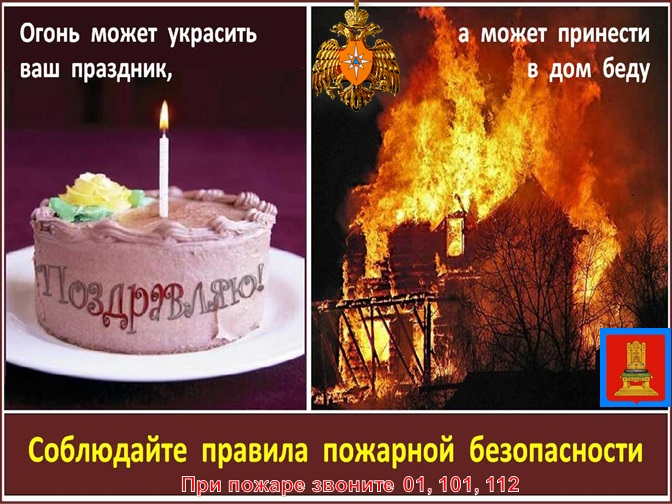 Огонь может украсить
ваш праздник,
а может принести
в дом беду
Поздравляю!
Соблюдайте правила пожарной безопасности
При пожаре звоните 01, 101, 112